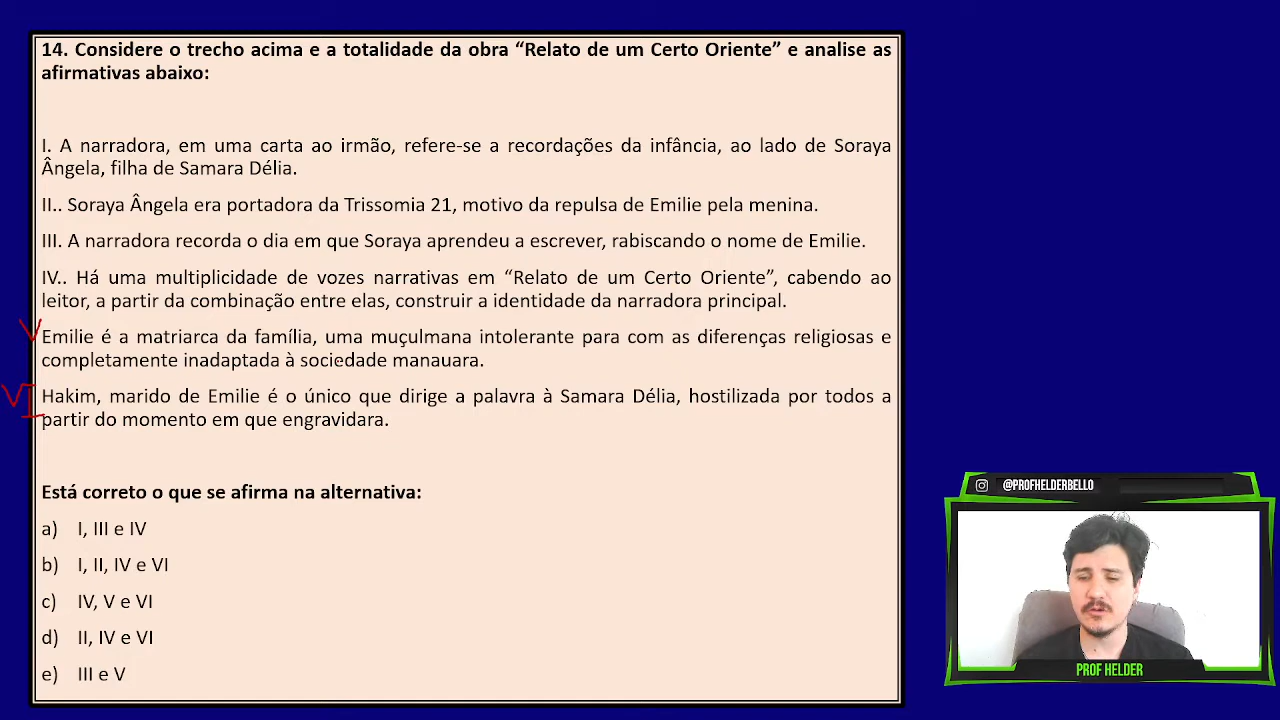 14. Considere o trecho acima e a totalidade da obra “Relato de um Certo Oriente” e analise as
afirmativas abaixo:
I. A narradora, em uma carta ao irmão, refere-se a recordações da infância, ao lado de Soraya
Ângela, filha de Samara Délia.
II.. Soraya Ângela era portadora da Trissomia 21, motivo da repulsa de Emilie pela menina.
III. A narradora recorda o dia em que Soraya aprendeu a escrever, rabiscando o nome de Emilie.
IV.. Há uma multiplicidade de vozes narrativas em “Relato de um Certo Oriente”, cabendo ao
leitor, a partir da combinação entre elas, construir a identidade da narradora principal.
V Emilie é a matriarca da família, uma muçulmana intolerante para com as diferenças religiosas e
completamente inadaptada à sociedade manauara.
VI Hakim, marido de Emilie é o único que dirige a palavra à Samara Délia, hostilizada por todos a
partir do momento em que engravidara.
Está correto o que se afirma na alternativa:
a) I, III e IV
b) I, II, IV e VI
c) IV, V e VI
d) II, IV e VI
e) III e V
@PROFHELDERBELLO
PROF HELDER